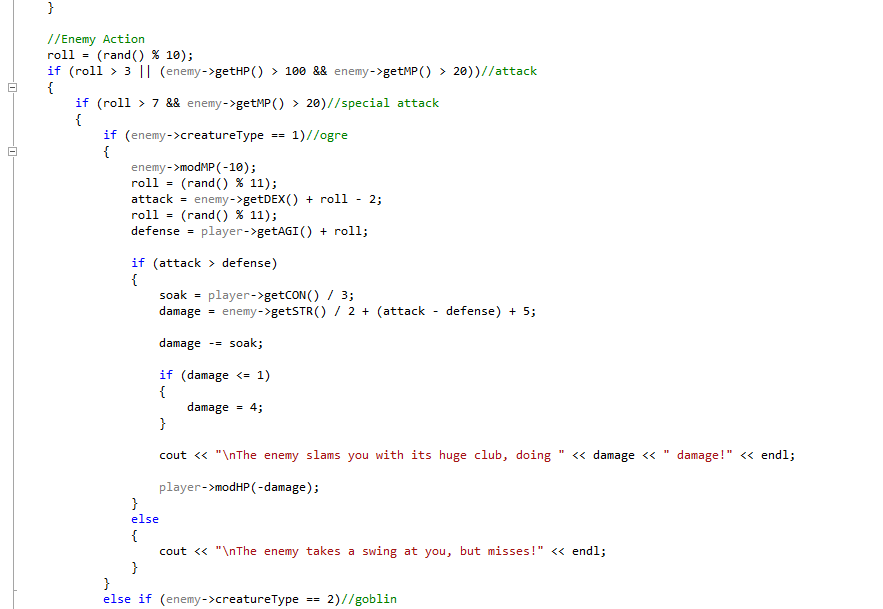 }
//Enemy Action
roll = (rand() % 10);
if (roll > 3 || (enemy->getHP() > 100 && enemy->getMP() > 20))//attack
{
if (roll > 7 && enemy->getMP() > 20)//special attack
{
if (enemy->creatureType == 1)//ogre
{
enemy->modMP(-10);
roll = (rand() % 11);
attack = enemy->getDEX() + roll - 2;
roll = (rand() % 11);
defense = player->getAGI() + roll;
if (attack > defense)
{
soak = player->getCON() / 3;
damage = enemy->getSTR() / 2 + (attack - defense) + 5;
damage -= soak;
if (damage <= 1)
{
damage = 4;
}
cout << "\nThe enemy slams you with its huge club, doing " << damage << " damage!" << endl;
player->modHP(-damage);
}
else
{
cout << "\nThe enemy takes a swing at you, but misses!" << endl;
}
}
else if (enemy->creatureType == 2)//goblin